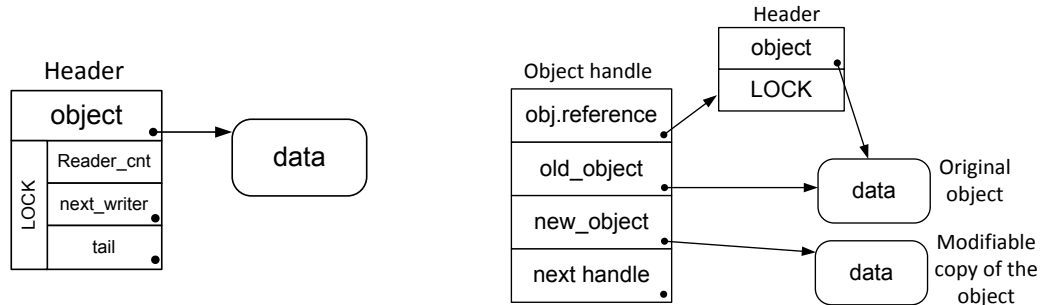 Header
object
LOCK
Reader_cnt
next_writer
tail
data
Object handle
obj.reference
old_object
new_object
next handle
Header
object
LOCK
data
Original
object
data
Modifiable
copy of the
object